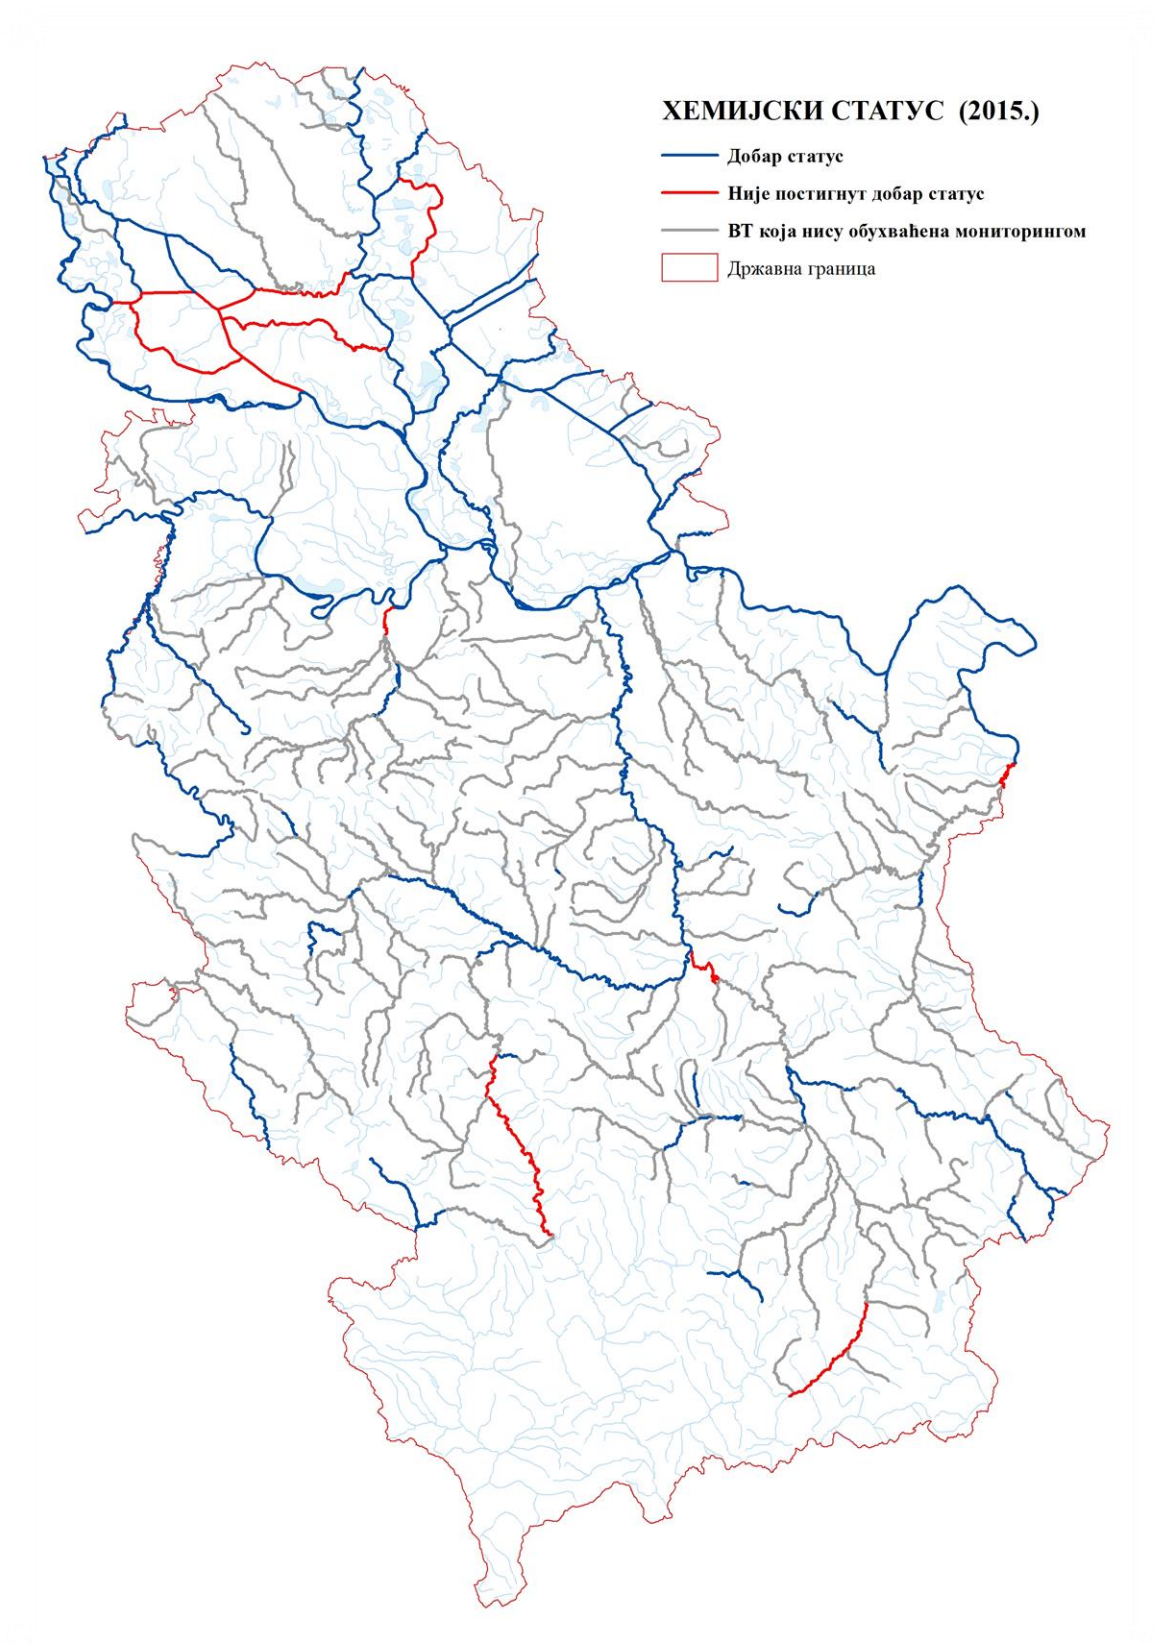 ХЕМИЈСКИ СТАТУС (2015.)
Добар статус
Није постигнут добар статус
ВТ која нису обухваћена мониторингом
Државна граница